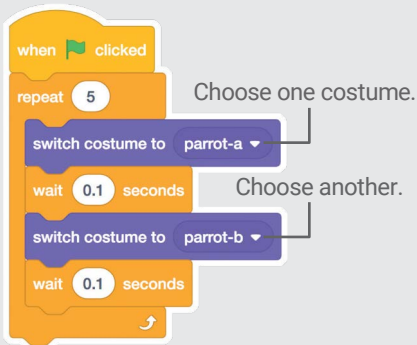 when clicked
repeat 5
Choose one costume.
switch costume to parrot-a
wait 0.1 seconds
Choose another.
switch costume to parrot-b
wait 0.1 seconds